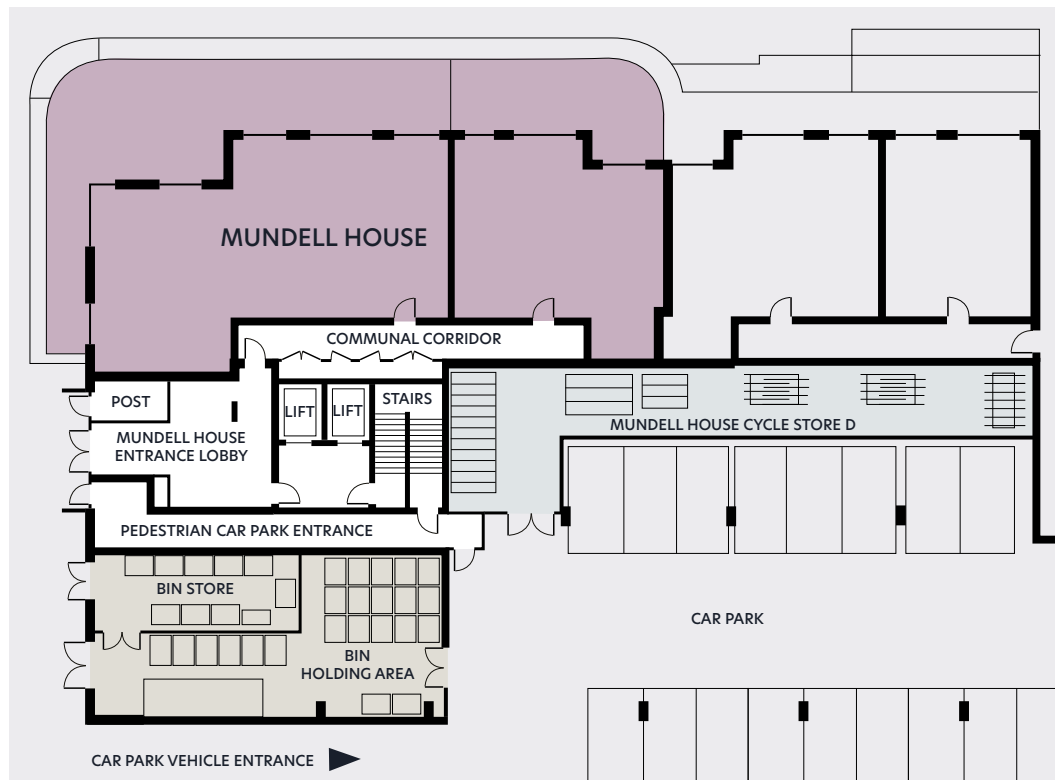 MUNDELL HOUSE
COMMUNAL CORRIDOR
POST
LIFT
LIFT
STAIRS
MUNDELL HOUSE CYCLE STORE D
MUNDELL HOUSE
ENTRANCE LOBBY
PEDESTRIAN CAR PARK ENTRANCE
BIN STORE
CAR PARK
BIN
HOLDING AREA
CAR PARK VEHICLE ENTRANCE